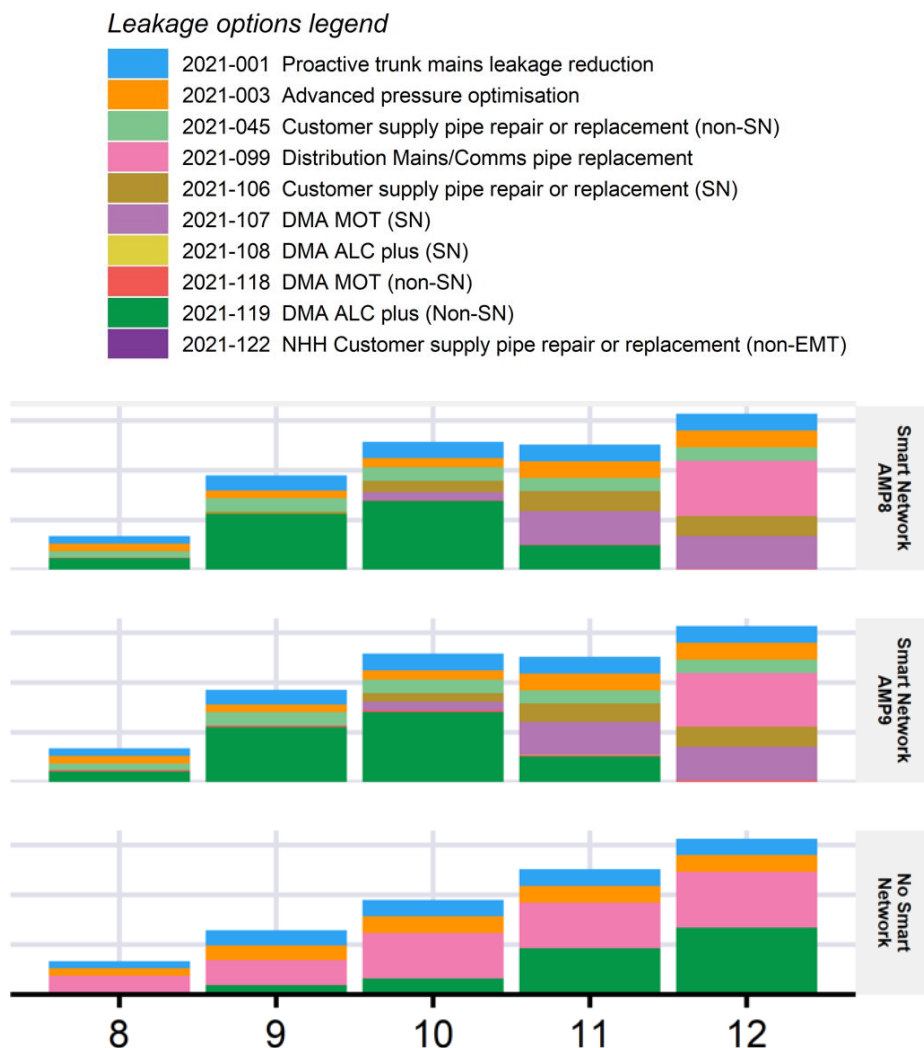 Leakage options legend
2021-001 Proactive trunk mains leakage reduction
2021-003 Advanced pressure optimisation
2021-045 Customer supply pipe repair or replacement (non-SN)
2021-099 Distribution Mains/Comms pipe replacement
2021-106 Customer supply pipe repair or replacement (SN)
2021-107 DMA MOT (SN)
2021-108 DMA ALC plus (SN)
2021-118 DMA MOT (non-SN)
2021-119 DMA ALC plus (Non-SN)
2021-122 NHH Customer supply pipe repair or replacement (non-EMT)
Smart Network
AMP8
Smart Network
AMP9
No Smart
Network
8 9 10 11 12